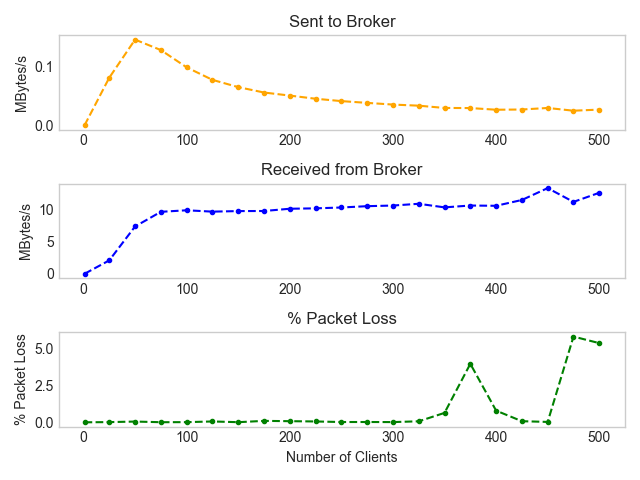 Sent to Broker
MBytes/s
0.1
0.0
0 100 200 300 400 500
Received from Broker
MBytes/s
10
5
0
0 100 200 300 400 500
% Packet Loss
% Packet Loss
5.0
2.5
0.0
0 100 200 300 400 500
Number of Clients